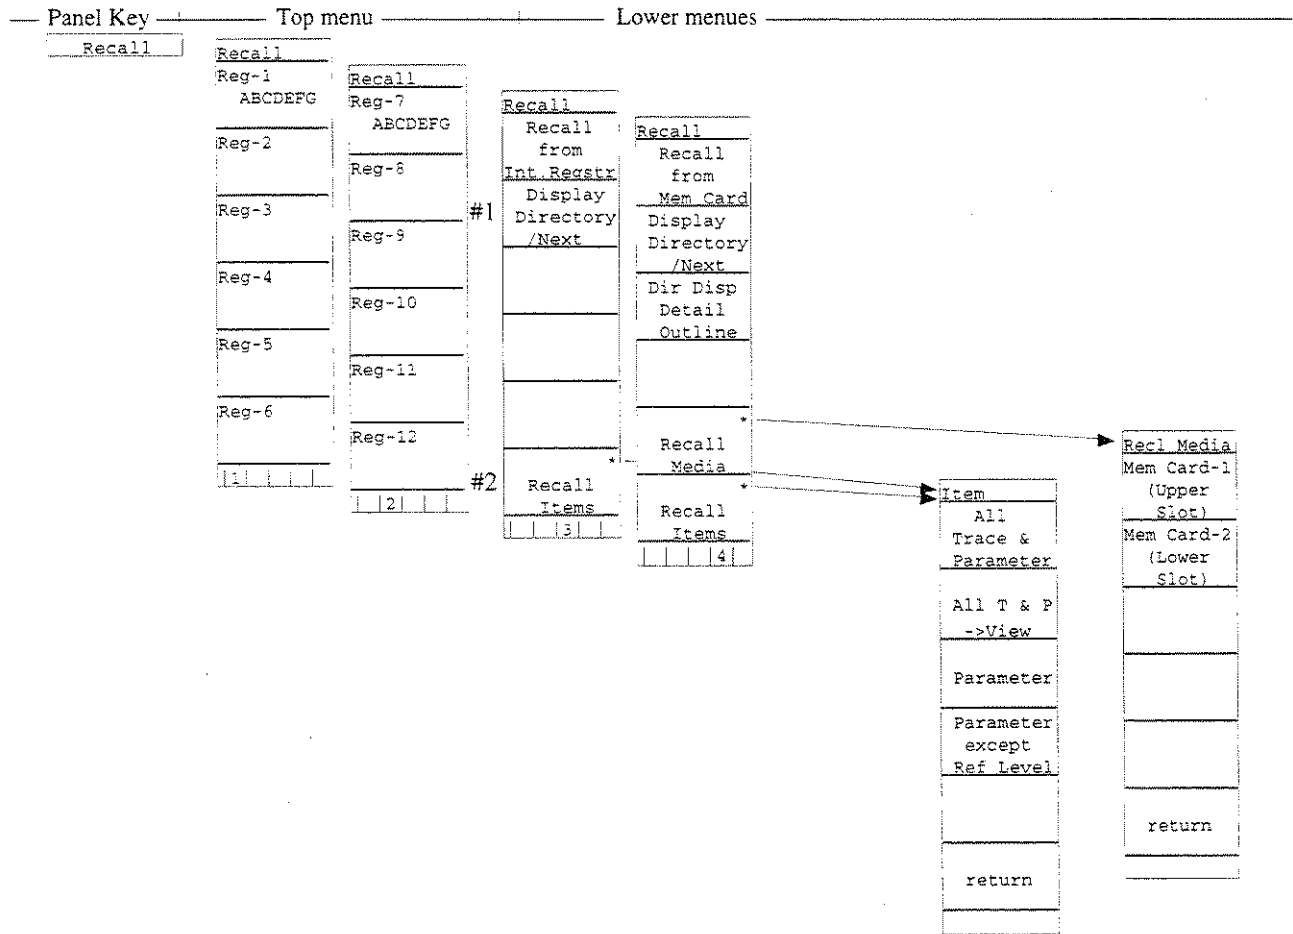 Panel Key
Top menu
Lower menues
Recall
Recall
Reg-1
ABCDEFG
Reg-2
Reg-3
Reg-4
Reg-5
Reg-6
1
Recall
Reg-7
ABCDEFG
Reg-8
Reg-9
Reg-10
Reg-11
Reg-12
2
#1
#2
Recall
Recall
from
Int.Regstr
Display
Directory
/Next
*
Recall
Items
3
Recall
Recall
from
Mem Card
Display
Directory
/Next
Dir Disp
Detail
Outline
*
Recall
Media
*
Recall
Items
4
Item
All
Trace &
Parameter
All T & P
->View
Parameter
Parameter
except
Ref Level
return
Recl Media
Mem Card-1
(Upper
Slot)
Mem Card-2
(Lower
Slot)
return